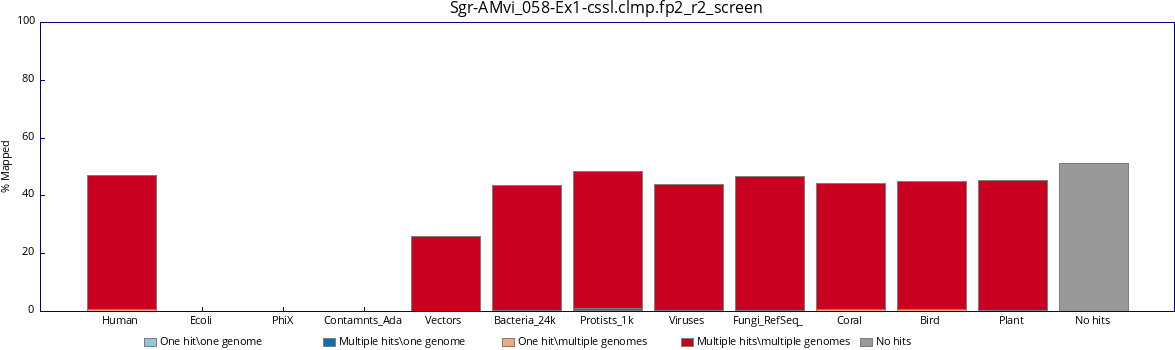 Sgr-AMvi_058-Ex1-cssl.clmp.fp2_r2_screen
100
80
60
40
20
0
% Mapped
Human Ecoli PhiX Contamnts_Ada Vectors Bacteria_24k Protists_1k Viruses Fungi_RefSeq_ Coral Bird Plant No hits
One hit\one genome Multiple hits\one genome One hit\multiple genomes Multiple hits\multiple genomes No hits